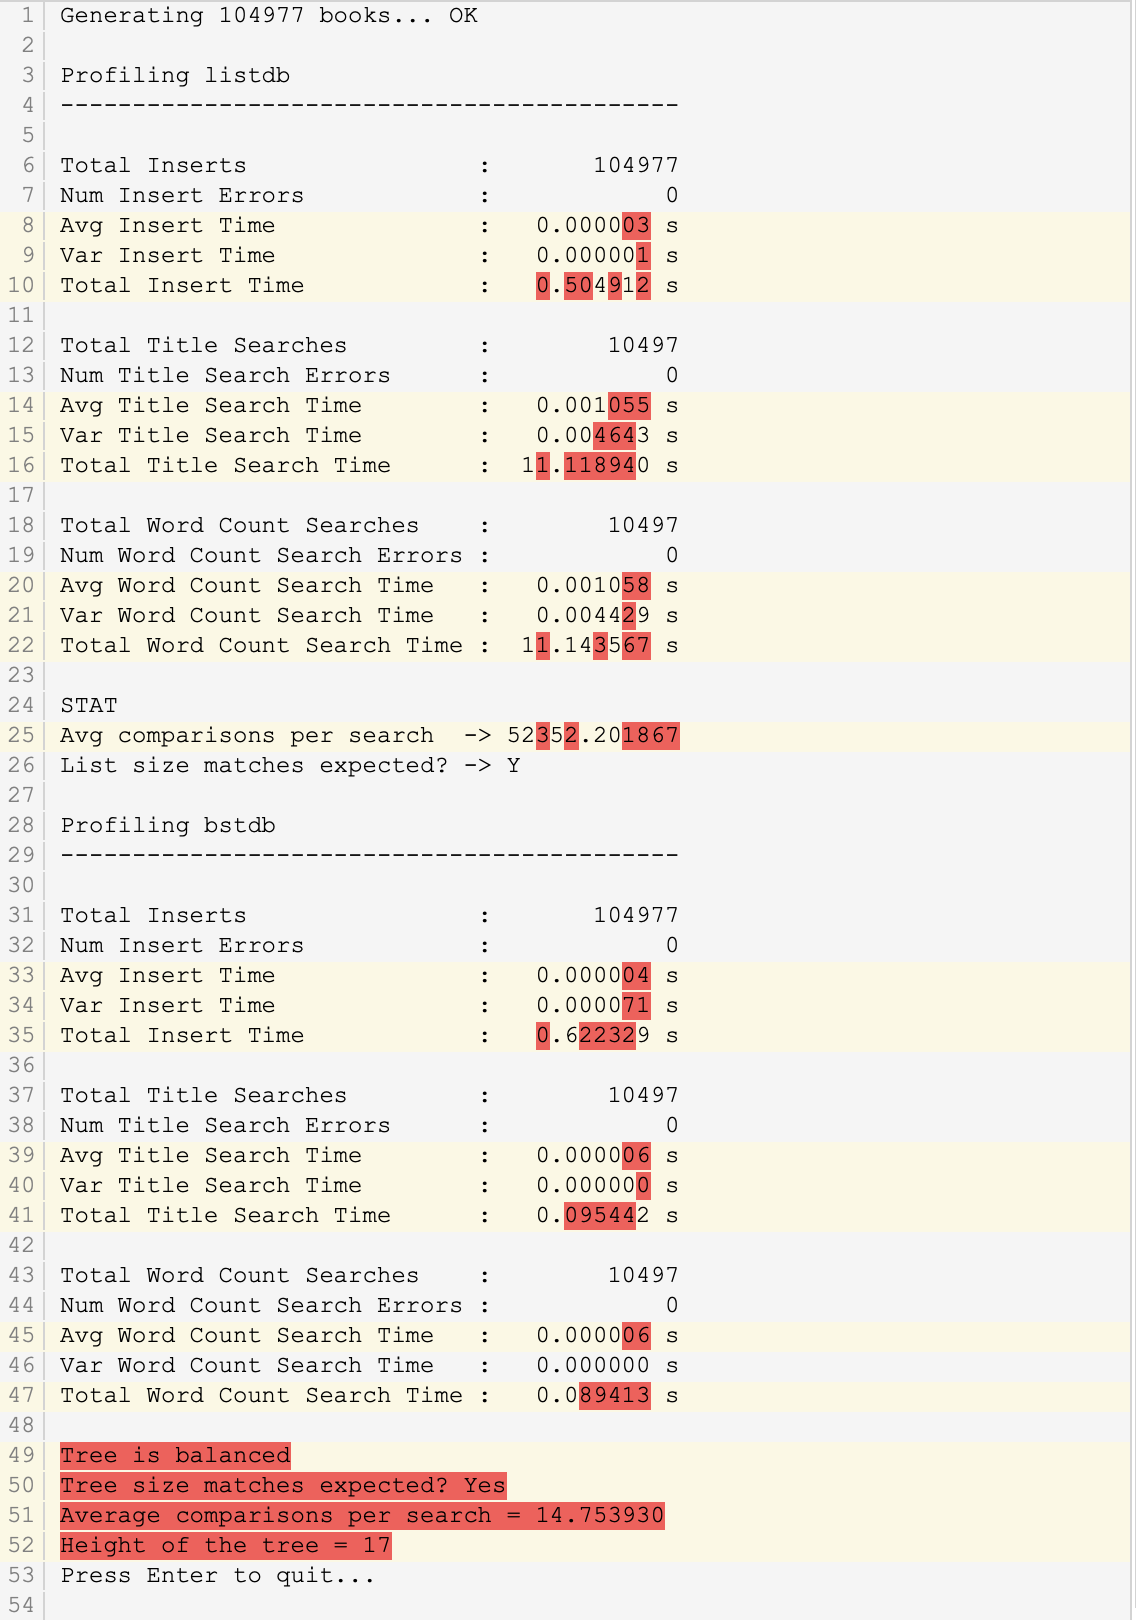 1 Generating 104977 books... OK
2
3 Profiling listdb
4 -------------------------------------------
5
6 Total Inserts                :       104977
7 Num Insert Errors            :            0
8 Avg Insert Time              :   0.000003 s
9 Var Insert Time              :   0.000001 s
10 Total Insert Time            :   0.504912 s
11
12 Total Title Searches         :        10497
13 Num Title Search Errors      :            0
14 Avg Title Search Time        :   0.001055 s
15 Var Title Search Time        :   0.004643 s
16 Total Title Search Time      :  11.118940 s
17
18 Total Word Count Searches    :        10497
19 Num Word Count Search Errors :            0
20 Avg Word Count Search Time   :   0.001058 s
21 Var Word Count Search Time   :   0.004429 s
22 Total Word Count Search Time :  11.143567 s
23
24 STAT
25 Avg comparisons per search  -> 52352.201867
26 List size matches expected? -> Y
27
28 Profiling bstdb
29 -------------------------------------------
30
31 Total Inserts                :       104977
32 Num Insert Errors            :            0
33 Avg Insert Time              :   0.000004 s
34 Var Insert Time              :   0.000071 s
35 Total Insert Time            :   0.622329 s
36
37 Total Title Searches         :        10497
38 Num Title Search Errors      :            0
39 Avg Title Search Time        :   0.000006 s
40 Var Title Search Time        :   0.000000 s
41 Total Title Search Time      :   0.095442 s
42
43 Total Word Count Searches    :        10497
44 Num Word Count Search Errors :            0
45 Avg Word Count Search Time   :   0.000006 s
46 Var Word Count Search Time   :   0.000000 s
47 Total Word Count Search Time :   0.089413 s
48
49 Tree is balanced
50 Tree size matches expected? Yes
51 Average comparisons per search = 14.753930
52 Height of the tree = 17
53 Press Enter to quit...
54